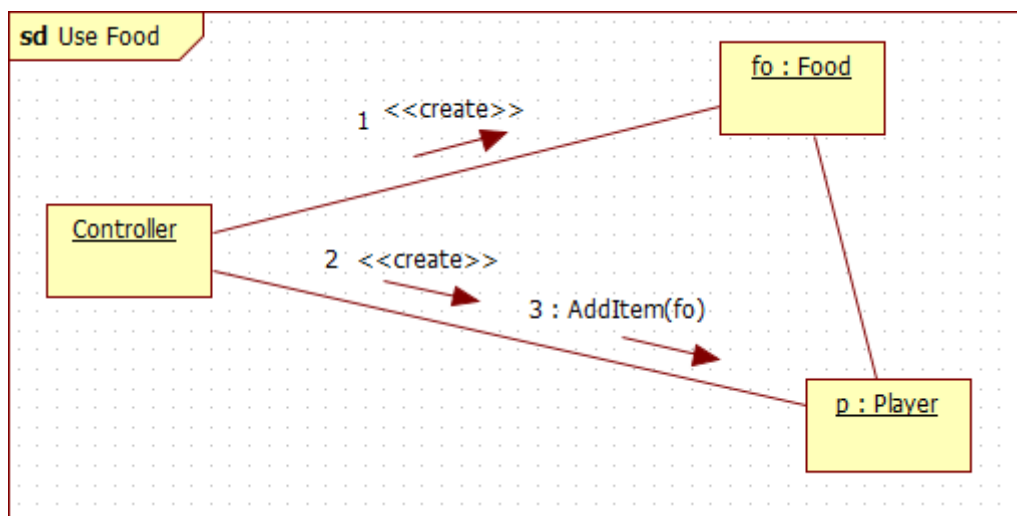 sd Use Food
fo : Food
1 <<create>>
Controller
2 <<create>>
3 : AddItem(fo)
p : Player